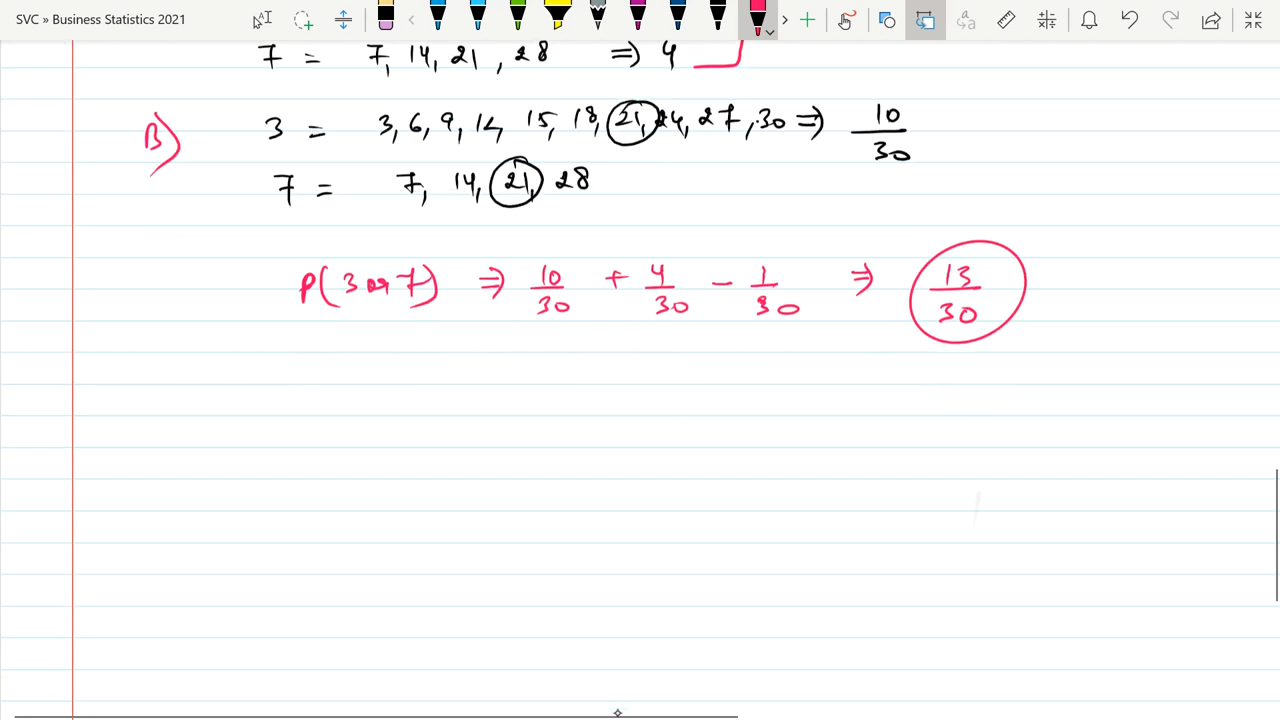 SVC » Business Statistics 2021
7 = 7, 14, 21, 28 ⇒ 4
B) 3 = 3, 6, 9, 12, 15, 18, 21, 24, 27, 30 ⇒ 10/30
7 = 7, 14, 21, 28
P(3 or 7) ⇒ 10/30 + 4/30 - 1/30 ⇒ 13/30